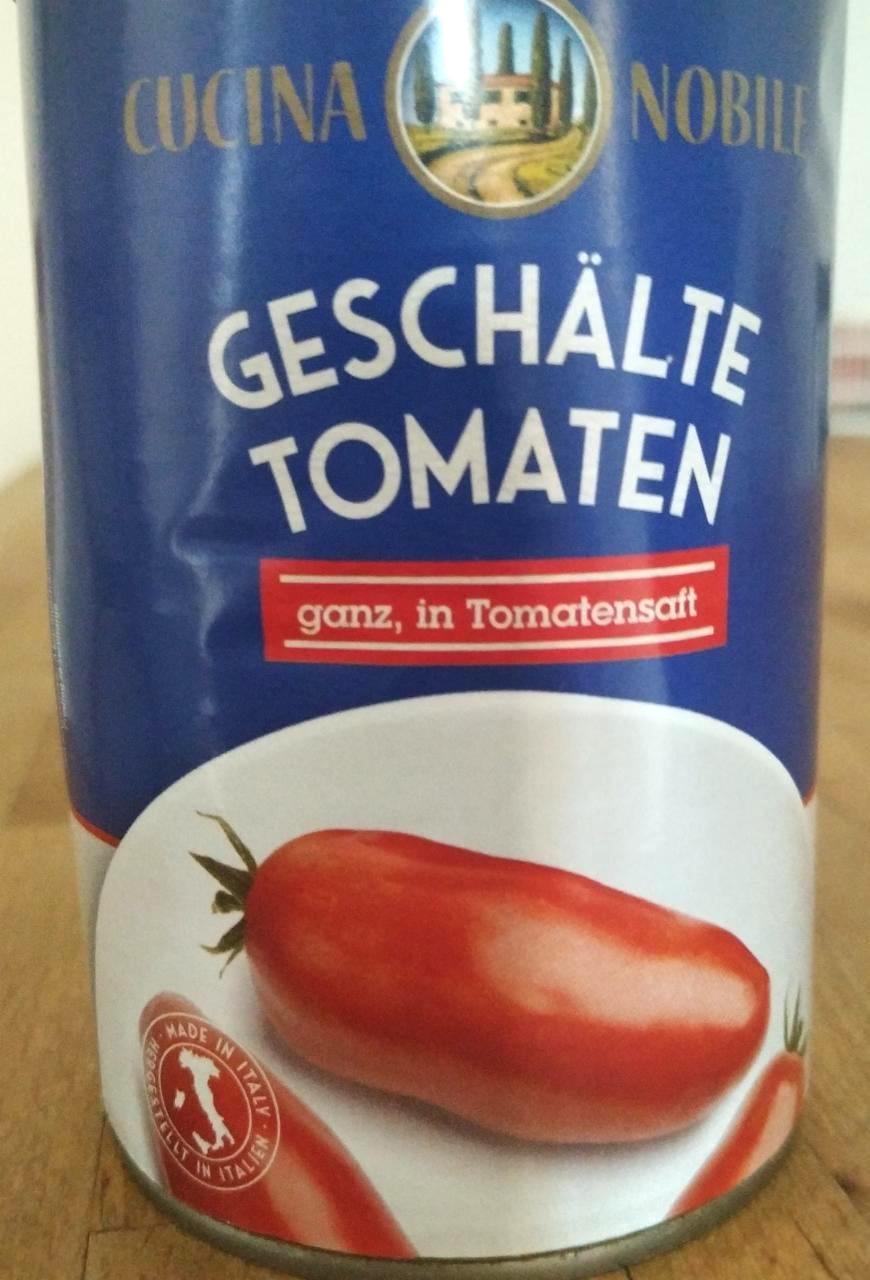 CUCINA NOBILE
GESCHÄLTE
TOMATEN
ganz, in Tomatensaft
MADE IN ITALY · HERGESTELLT IN ITALIEN ·